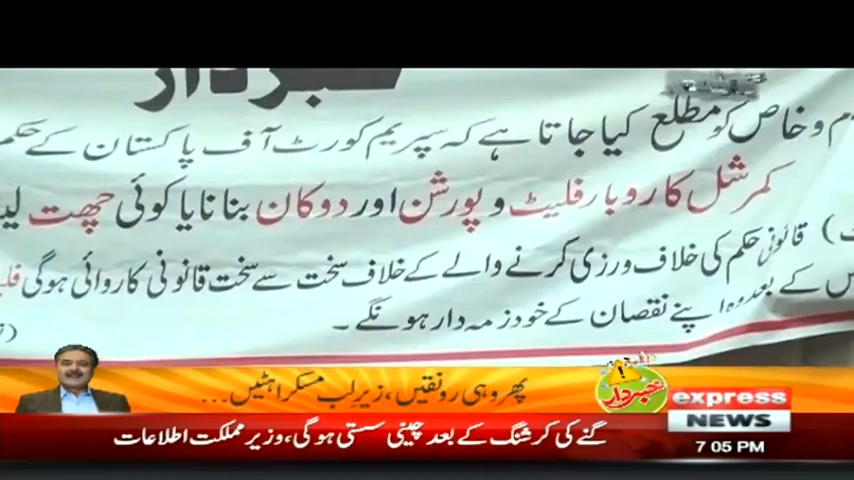 خبردار
م و خاص کو مطلع کیا جاتا ہے کہ سپریم کورٹ آف پاکستان کے حکم
کمرشل کاروبار فلیٹ و پورشن اور دوکان بنانا یا کوئی چھت
قانونی حکم کی خلاف ورزی کرنے والے کے خلاف سخت سے سخت قانونی کاروائی ہوگی
س کے بعد وہ اپنے نقصان کے خود زمہ دار ہونگے۔
پھر وہی رونقیں، زیرِ لب مسکراہٹیں...
خبردار
express
NEWS
گنے کی کرشنگ کے بعد چینی سستی ہوگی، وزیر مملکت اطلاعات
7:05 PM